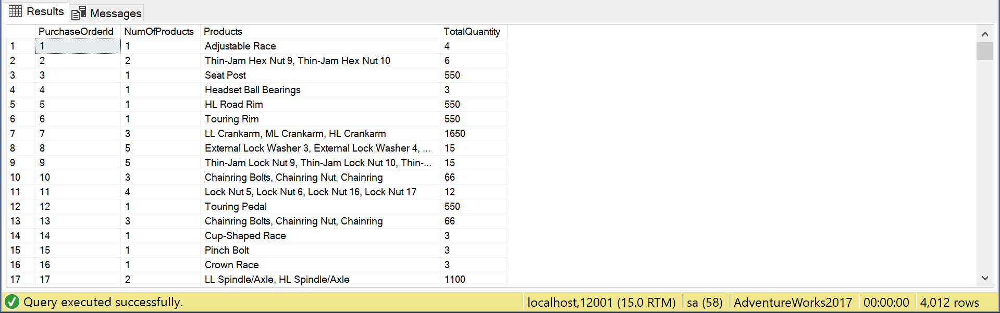 Results Messages
PurchaseOrderId NumOfProducts Products TotalQuantity
1 1 1 Adjustable Race 4
2 2 2 Thin-Jam Hex Nut 9, Thin-Jam Hex Nut 10 6
3 3 1 Seat Post 550
4 4 1 Headset Ball Bearings 3
5 5 1 HL Road Rim 550
6 6 1 Touring Rim 550
7 7 3 LL Crankarm, ML Crankarm, HL Crankarm 1650
8 8 5 External Lock Washer 3, External Lock Washer 4, ... 15
9 9 5 Thin-Jam Lock Nut 9, Thin-Jam Lock Nut 10, Thin-... 15
10 10 3 Chainring Bolts, Chainring Nut, Chainring 66
11 11 4 Lock Nut 5, Lock Nut 6, Lock Nut 16, Lock Nut 17 12
12 12 1 Touring Pedal 550
13 13 3 Chainring Bolts, Chainring Nut, Chainring 66
14 14 1 Cup-Shaped Race 3
15 15 1 Pinch Bolt 3
16 16 1 Crown Race 3
17 17 2 LL Spindle/Axle, HL Spindle/Axle 1100
Query executed successfully. localhost,12001 (15.0 RTM) sa (58) AdventureWorks2017 00:00:00 4,012 rows